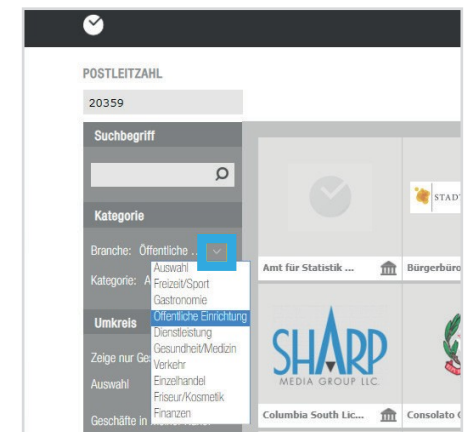 POSTLEITZAHL
20359
Suchbegriff
Kategorie
Branche: Öffentliche ...
Kategorie: A
Auswahl
Freizeit/Sport
Gastronomie
Öffentliche Einrichtung
Dienstleistung
Gesundheit/Medizin
Verkehr
Einzelhandel
Friseur/Kosmetik
Finanzen
Umkreis
Zeige nur Ge
Auswahl
Geschäfte in
STADT
Amt für Statistik ...
Bürgerbüro
SHARP
MEDIA GROUP LLC.
Columbia South Lic...
Consolato G